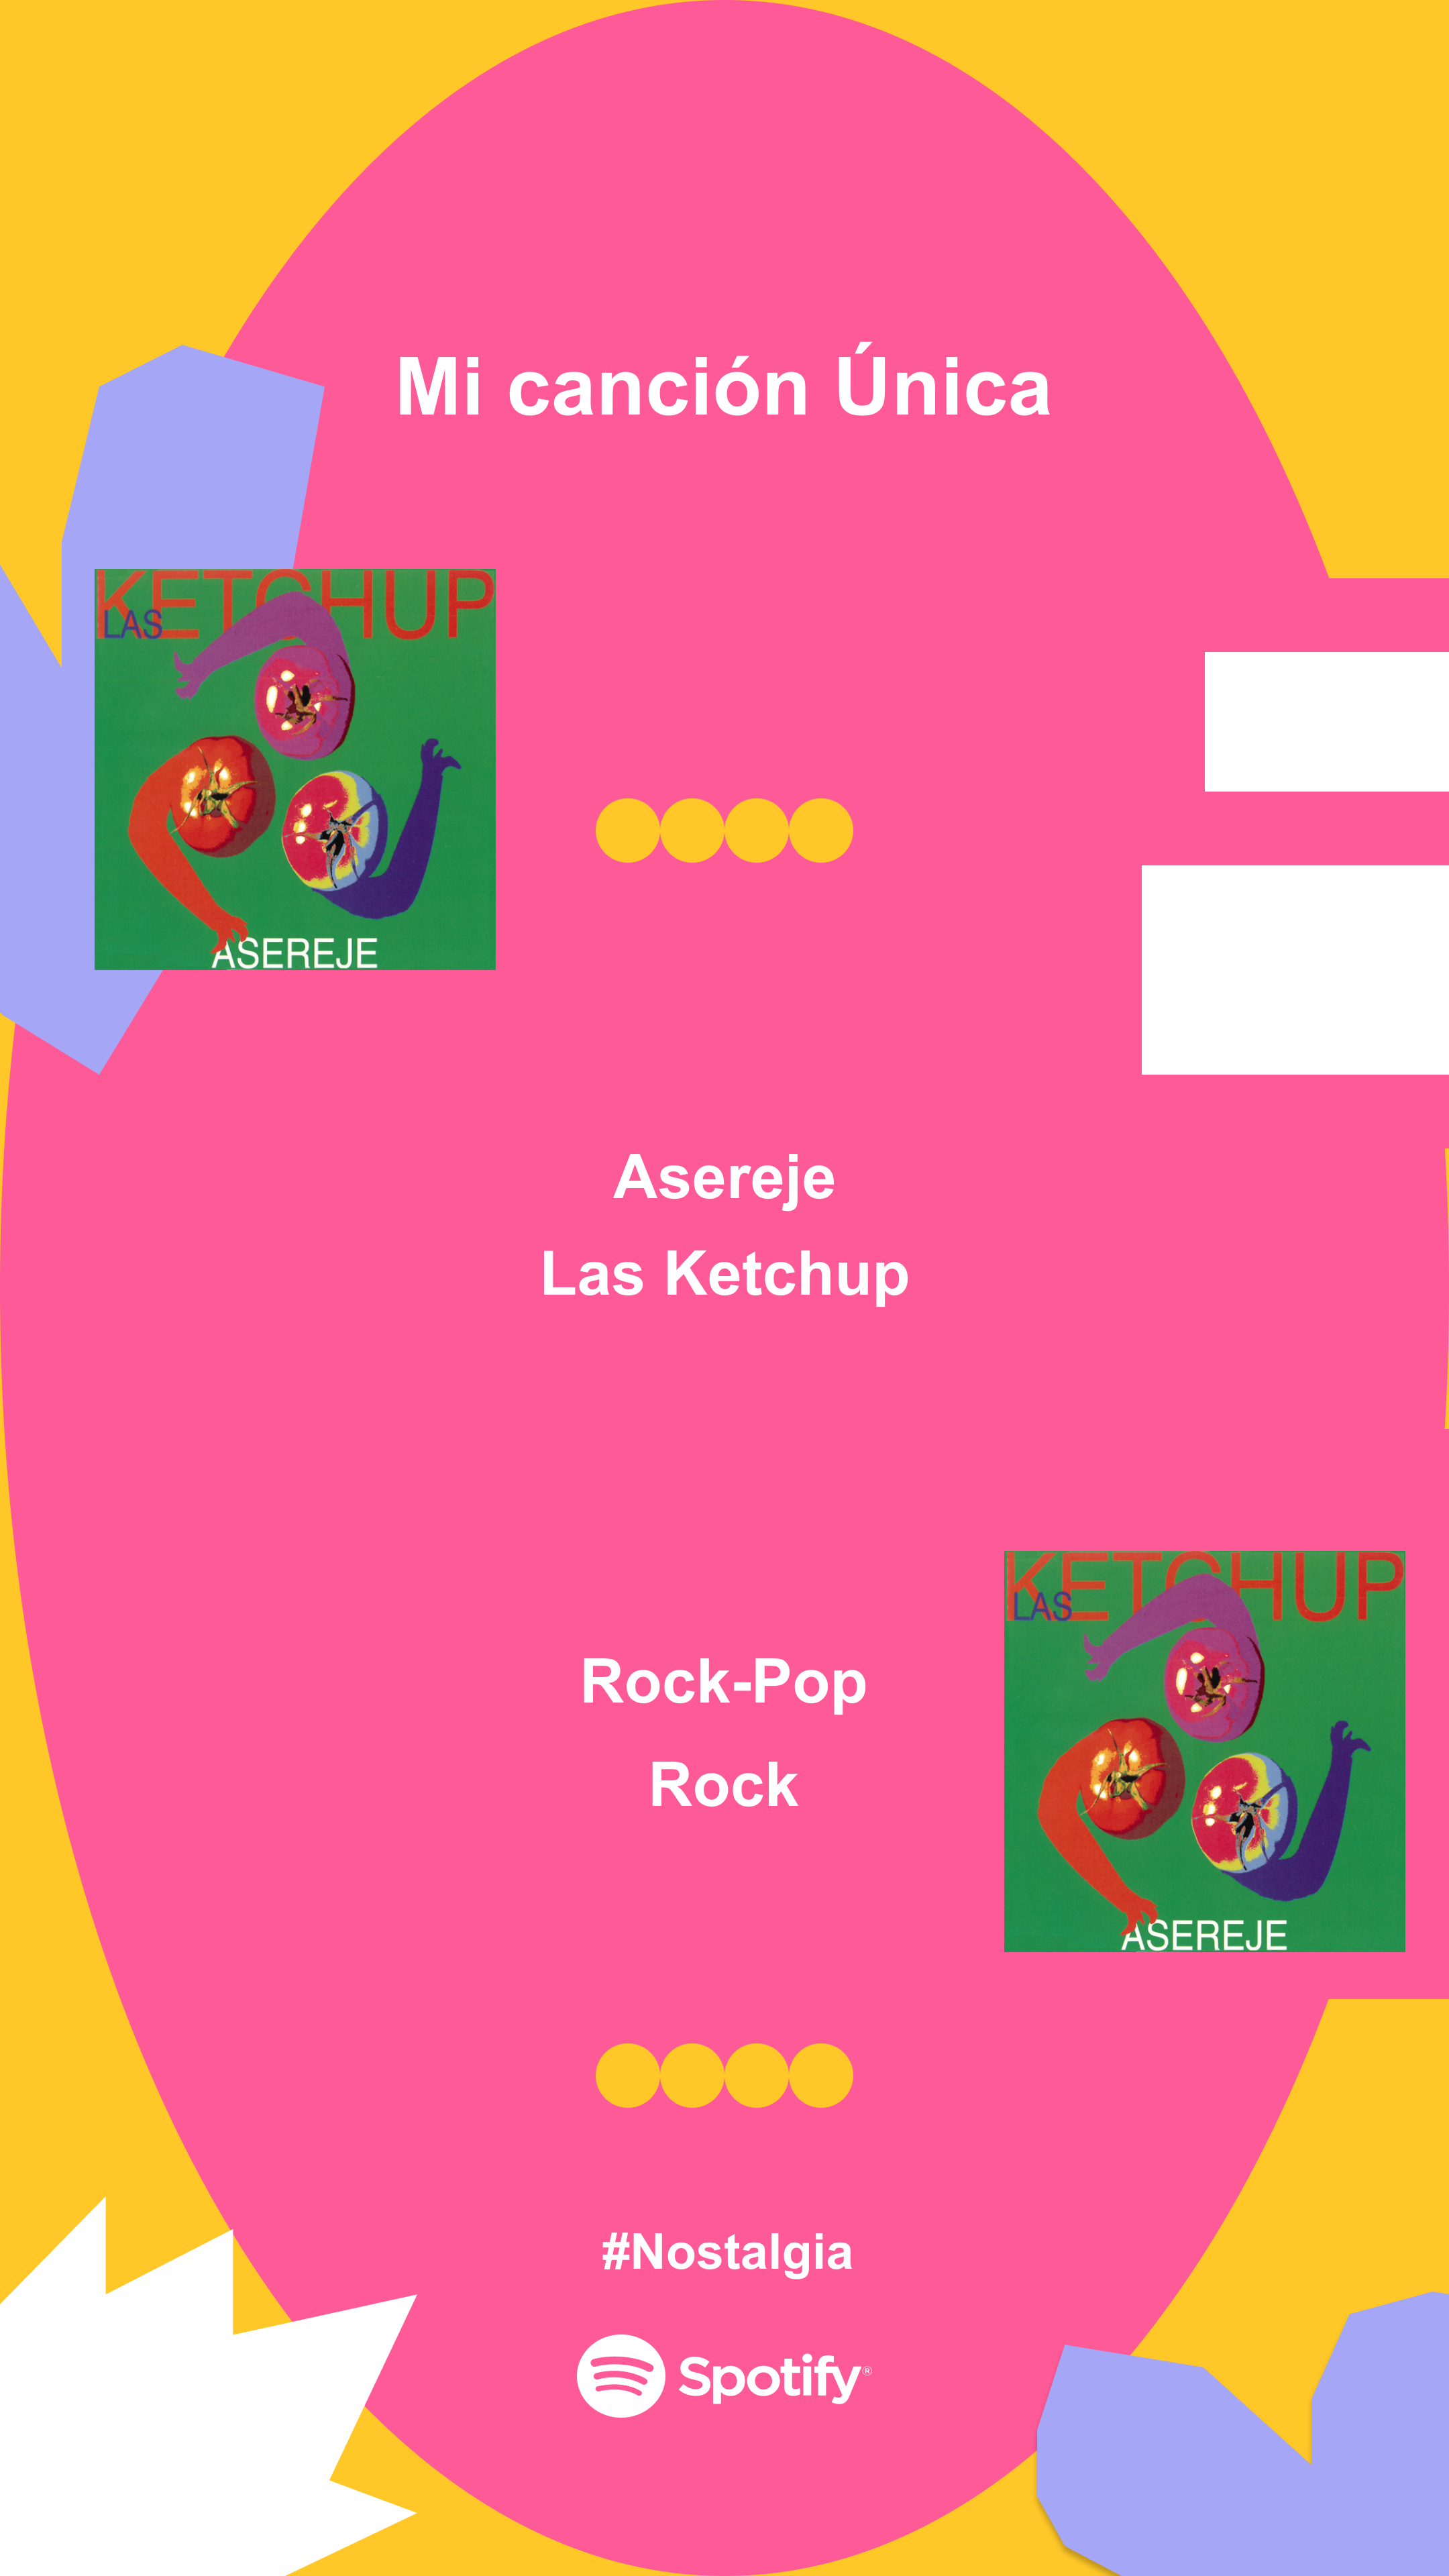 Mi canción Única
KETCHUP
LAS
ASEREJE
Asereje
Las Ketchup
Rock-Pop
Rock
KETCHUP
LAS
ASEREJE
#Nostalgia
Spotify®